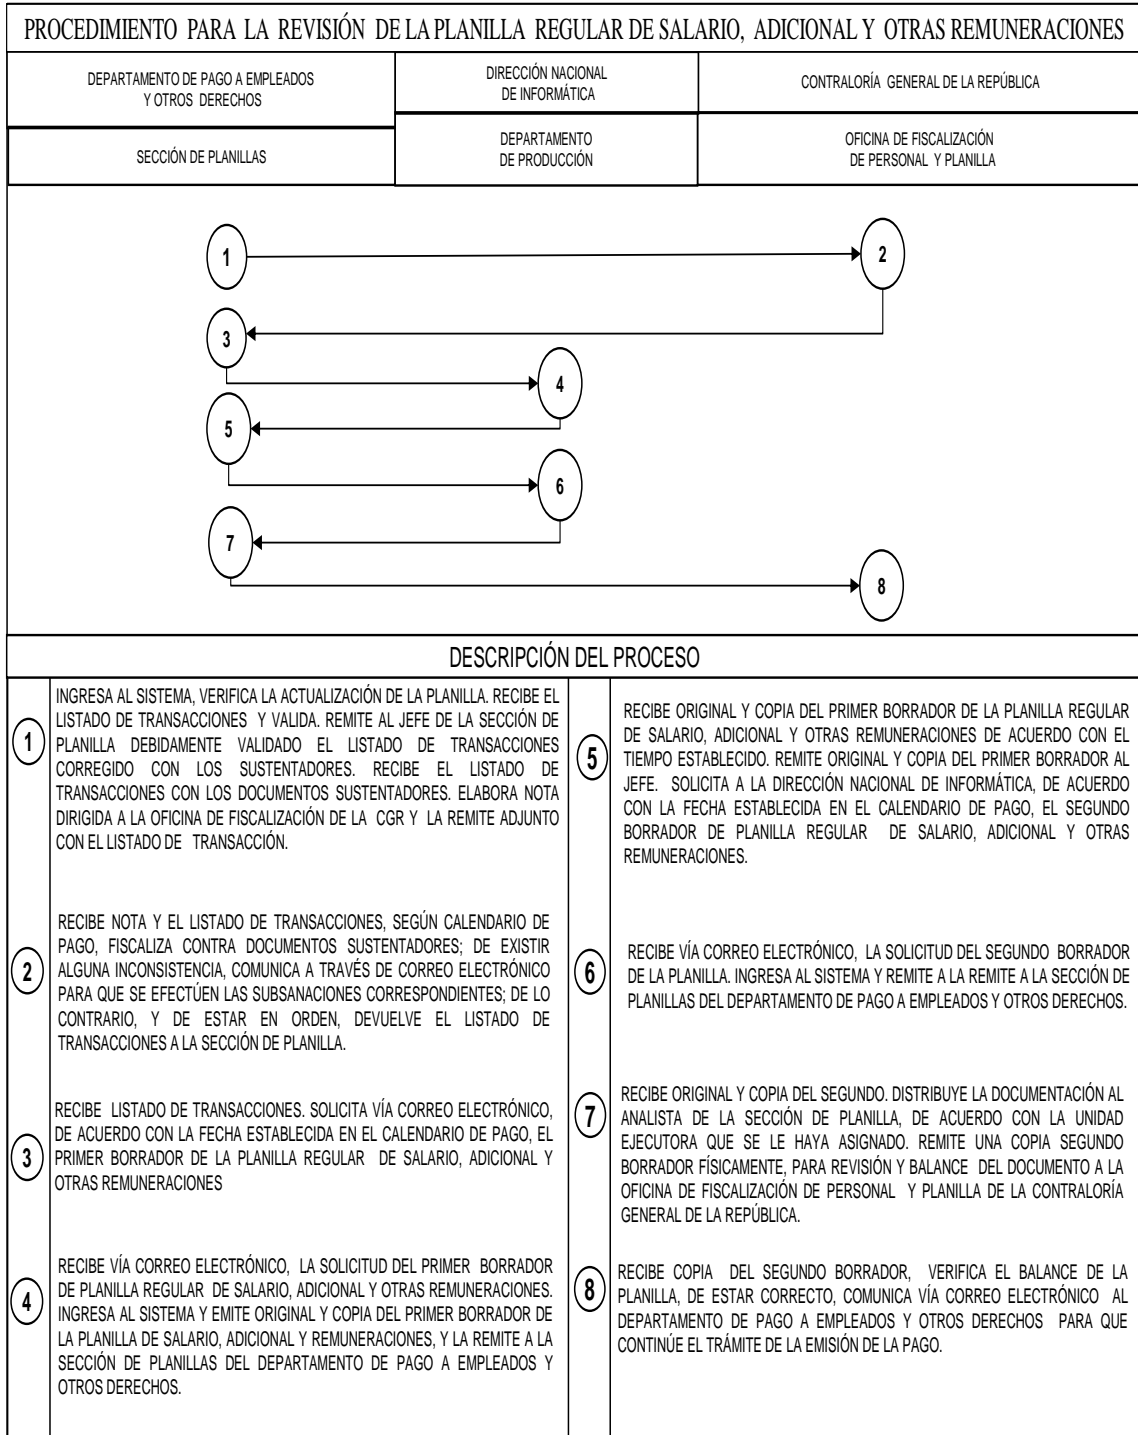 PROCEDIMIENTO PARA LA REVISIÓN DE LA PLANILLA REGULAR DE SALARIO, ADICIONAL Y OTRAS REMUNERACIONES
DEPARTAMENTO DE PAGO A EMPLEADOS
Y OTROS DERECHOS
DIRECCIÓN NACIONAL
DE INFORMÁTICA
CONTRALORÍA GENERAL DE LA REPÚBLICA
SECCIÓN DE PLANILLAS
DEPARTAMENTO
DE PRODUCCIÓN
OFICINA DE FISCALIZACIÓN
DE PERSONAL Y PLANILLA
1
2
3
4
5
6
7
8
DESCRIPCIÓN DEL PROCESO
1
INGRESA AL SISTEMA, VERIFICA LA ACTUALIZACIÓN DE LA PLANILLA. RECIBE EL
LISTADO DE TRANSACCIONES Y VALIDA. REMITE AL JEFE DE LA SECCIÓN DE
PLANILLA DEBIDAMENTE VALIDADO EL LISTADO DE TRANSACCIONES
CORREGIDO CON LOS SUSTENTADORES. RECIBE EL LISTADO DE
TRANSACCIONES CON LOS DOCUMENTOS SUSTENTADORES. ELABORA NOTA
DIRIGIDA A LA OFICINA DE FISCALIZACIÓN DE LA CGR Y LA REMITE ADJUNTO
CON EL LISTADO DE TRANSACCIÓN.
2
RECIBE NOTA Y EL LISTADO DE TRANSACCIONES, SEGÚN CALENDARIO DE
PAGO, FISCALIZA CONTRA DOCUMENTOS SUSTENTADORES; DE EXISTIR
ALGUNA INCONSISTENCIA, COMUNICA A TRAVÉS DE CORREO ELECTRÓNICO
PARA QUE SE EFECTÚEN LAS SUBSANACIONES CORRESPONDIENTES; DE LO
CONTRARIO, Y DE ESTAR EN ORDEN, DEVUELVE EL LISTADO DE
TRANSACCIONES A LA SECCIÓN DE PLANILLA.
3
RECIBE LISTADO DE TRANSACCIONES. SOLICITA VÍA CORREO ELECTRÓNICO,
DE ACUERDO CON LA FECHA ESTABLECIDA EN EL CALENDARIO DE PAGO, EL
PRIMER BORRADOR DE LA PLANILLA REGULAR DE SALARIO, ADICIONAL Y
OTRAS REMUNERACIONES
4
RECIBE VÍA CORREO ELECTRÓNICO, LA SOLICITUD DEL PRIMER BORRADOR
DE PLANILLA REGULAR DE SALARIO, ADICIONAL Y OTRAS REMUNERACIONES.
INGRESA AL SISTEMA Y EMITE ORIGINAL Y COPIA DEL PRIMER BORRADOR DE
LA PLANILLA DE SALARIO, ADICIONAL Y REMUNERACIONES, Y LA REMITE A LA
SECCIÓN DE PLANILLAS DEL DEPARTAMENTO DE PAGO A EMPLEADOS Y
OTROS DERECHOS.
5
RECIBE ORIGINAL Y COPIA DEL PRIMER BORRADOR DE LA PLANILLA REGULAR
DE SALARIO, ADICIONAL Y OTRAS REMUNERACIONES DE ACUERDO CON EL
TIEMPO ESTABLECIDO. REMITE ORIGINAL Y COPIA DEL PRIMER BORRADOR AL
JEFE. SOLICITA A LA DIRECCIÓN NACIONAL DE INFORMÁTICA, DE ACUERDO
CON LA FECHA ESTABLECIDA EN EL CALENDARIO DE PAGO, EL SEGUNDO
BORRADOR DE PLANILLA REGULAR DE SALARIO, ADICIONAL Y OTRAS
REMUNERACIONES.
6
RECIBE VÍA CORREO ELECTRÓNICO, LA SOLICITUD DEL SEGUNDO BORRADOR
DE LA PLANILLA. INGRESA AL SISTEMA Y REMITE A LA REMITE A LA SECCIÓN DE
PLANILLAS DEL DEPARTAMENTO DE PAGO A EMPLEADOS Y OTROS DERECHOS.
7
RECIBE ORIGINAL Y COPIA DEL SEGUNDO. DISTRIBUYE LA DOCUMENTACIÓN AL
ANALISTA DE LA SECCIÓN DE PLANILLA, DE ACUERDO CON LA UNIDAD
EJECUTORA QUE SE LE HAYA ASIGNADO. REMITE UNA COPIA SEGUNDO
BORRADOR FÍSICAMENTE, PARA REVISIÓN Y BALANCE DEL DOCUMENTO A LA
OFICINA DE FISCALIZACIÓN DE PERSONAL Y PLANILLA DE LA CONTRALORÍA
GENERAL DE LA REPÚBLICA.
8
RECIBE COPIA DEL SEGUNDO BORRADOR, VERIFICA EL BALANCE DE LA
PLANILLA, DE ESTAR CORRECTO, COMUNICA VÍA CORREO ELECTRÓNICO AL
DEPARTAMENTO DE PAGO A EMPLEADOS Y OTROS DERECHOS PARA QUE
CONTINÚE EL TRÁMITE DE LA EMISIÓN DE LA PAGO.